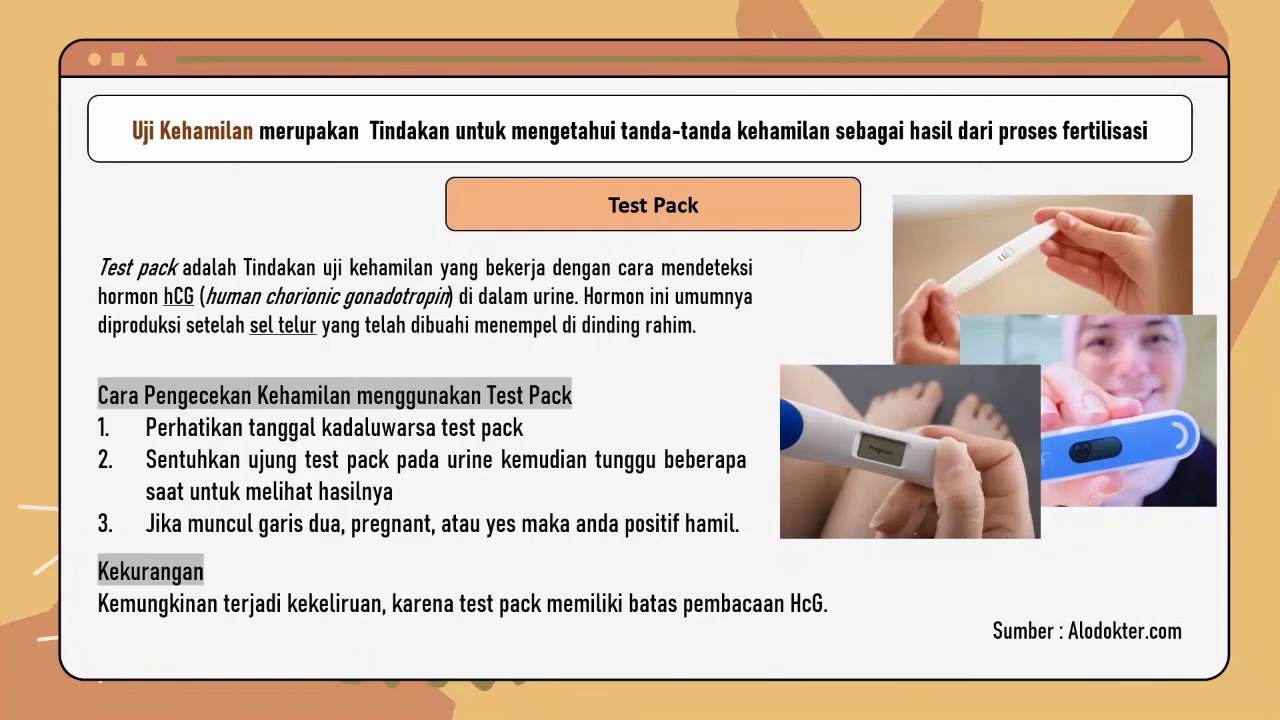 Uji Kehamilan merupakan Tindakan untuk mengetahui tanda-tanda kehamilan sebagai hasil dari proses fertilisasi
Test Pack
Test pack adalah Tindakan uji kehamilan yang bekerja dengan cara mendeteksi
hormon hCG (human chorionic gonadotropin) di dalam urine. Hormon ini umumnya
diproduksi setelah sel telur yang telah dibuahi menempel di dinding rahim.
Pregnant
Cara Pengecekan Kehamilan menggunakan Test Pack
1. Perhatikan tanggal kadaluwarsa test pack
2. Sentuhkan ujung test pack pada urine kemudian tunggu beberapa
saat untuk melihat hasilnya
3. Jika muncul garis dua, pregnant, atau yes maka anda positif hamil.
Kekurangan
Kemungkinan terjadi kekeliruan, karena test pack memiliki batas pembacaan HcG.
Sumber : Alodokter.com